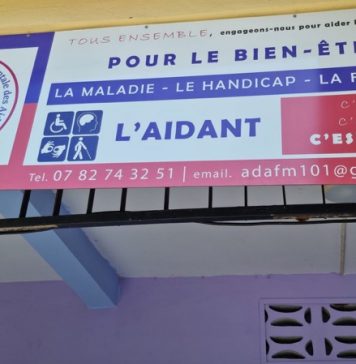 TOUS ENSEMBLE, engageons-nous pour aider
POUR LE BIEN-ÊT
LA MALADIE - LE HANDICAP - LA
L'AIDANT
C'ES
Tel. 07 82 74 32 51 | email. adafm101@g